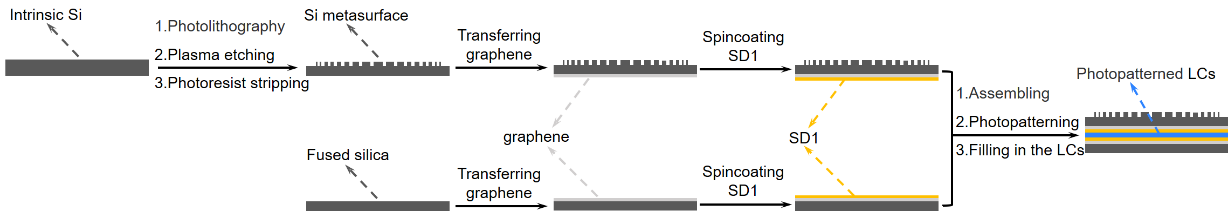 Intrinsic Si
1.Photolithography
2.Plasma etching
3.Photoresist stripping
Si metasurface
Transferring
graphene
Spincoating
SD1
graphene
SD1
Fused silica
Transferring
graphene
Spincoating
SD1
1.Assembling
2.Photopatterning
3.Filling in the LCs
Photopatterned LCs